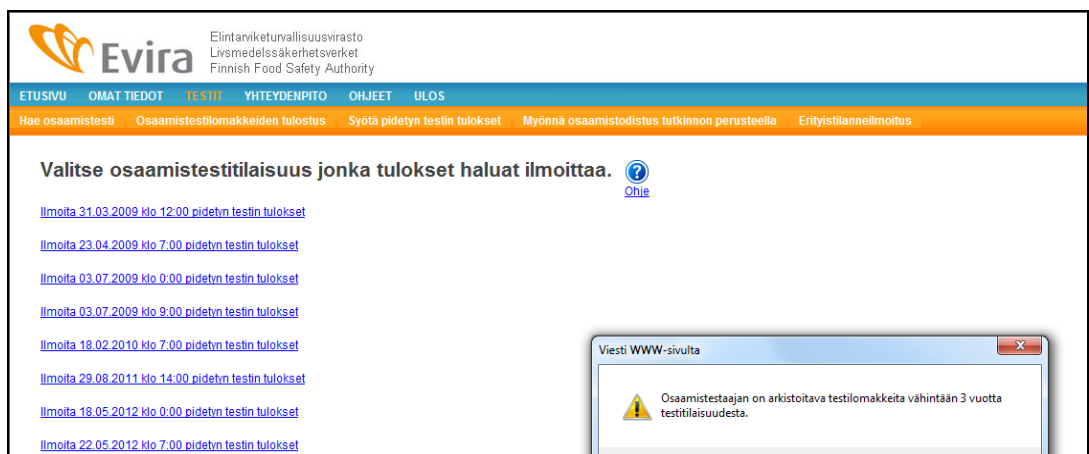 Evira
Elintarviketurvallisuusvirasto
Livsmedelssäkerhetsverket
Finnish Food Safety Authority
ETUSIVU OMAT TIEDOT TESTIT YHTEYDENPITO OHJEET ULOS
Hae osaamistesti Osaamistestilomakkeiden tulostus Syötä pidetyn testin tulokset Myönnä osaamistodistus tutkinnon perusteella Erityistilanneilmoitus
Valitse osaamistestitilaisuus jonka tulokset haluat ilmoittaa.
Ohje
Ilmoita 31.03.2009 klo 12:00 pidetyn testin tulokset
Ilmoita 23.04.2009 klo 7:00 pidetyn testin tulokset
Ilmoita 03.07.2009 klo 0:00 pidetyn testin tulokset
Ilmoita 03.07.2009 klo 9:00 pidetyn testin tulokset
Ilmoita 18.02.2010 klo 7:00 pidetyn testin tulokset
Ilmoita 29.08.2011 klo 14:00 pidetyn testin tulokset
Ilmoita 18.05.2012 klo 0:00 pidetyn testin tulokset
Ilmoita 22.05.2012 klo 7:00 pidetyn testin tulokset
Viesti WWW-sivulta
Osaamistestaajan on arkistoitava testilomakkeita vähintään 3 vuotta
testitilaisuudesta.